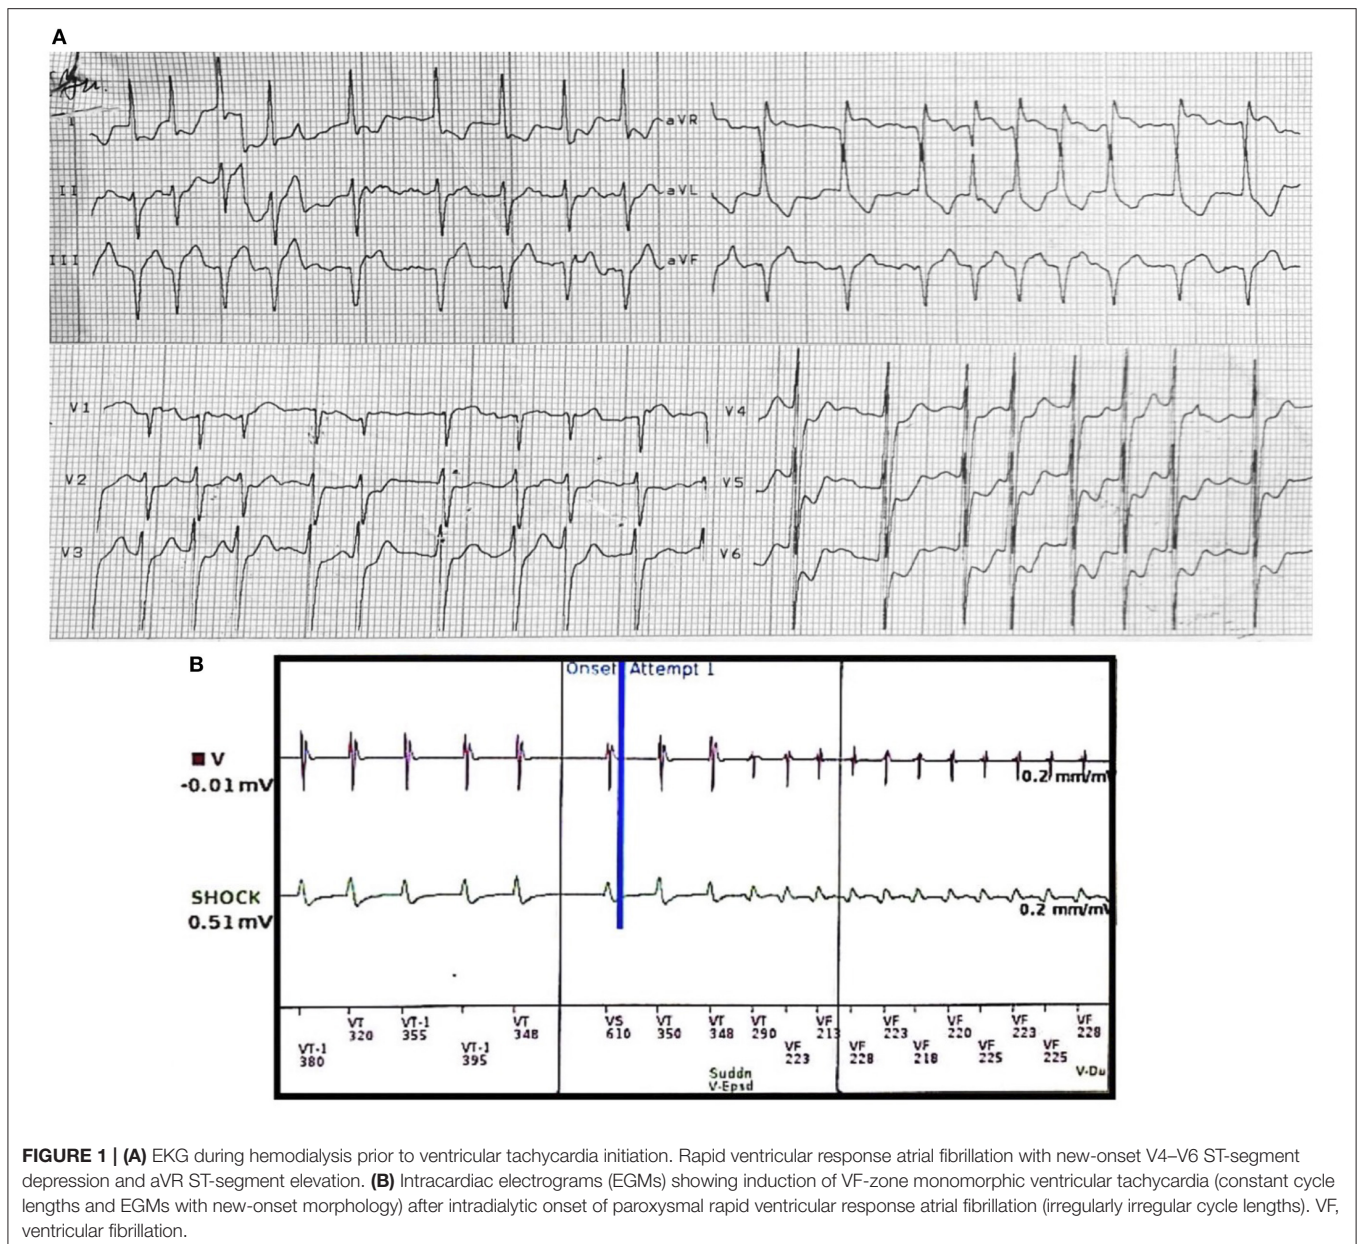 A
I
aVR
II
aVL
III
aVF
V1
V4
V2
V5
V3
V6
B
Onset Attempt 1
V
-0.01 mV
0.2 mm/mV
SHOCK
0.51 mV
0.2 mm/mV
VT-1 380
VT 320
VT-1 355
VT-1 395
VT 348
VS 610
VT 350
VT 348
VT 290
VF 223
VF 213
VF 228
VF 223
VF 218
VF 220
VF 225
VF 223
VF 225
VF 228
Suddn
V-Epsd
V-Du
FIGURE 1 | (A) EKG during hemodialysis prior to ventricular tachycardia initiation. Rapid ventricular response atrial fibrillation with new-onset V4–V6 ST-segment
depression and aVR ST-segment elevation. (B) Intracardiac electrograms (EGMs) showing induction of VF-zone monomorphic ventricular tachycardia (constant cycle
lengths and EGMs with new-onset morphology) after intradialytic onset of paroxysmal rapid ventricular response atrial fibrillation (irregularly irregular cycle lengths). VF,
ventricular fibrillation.